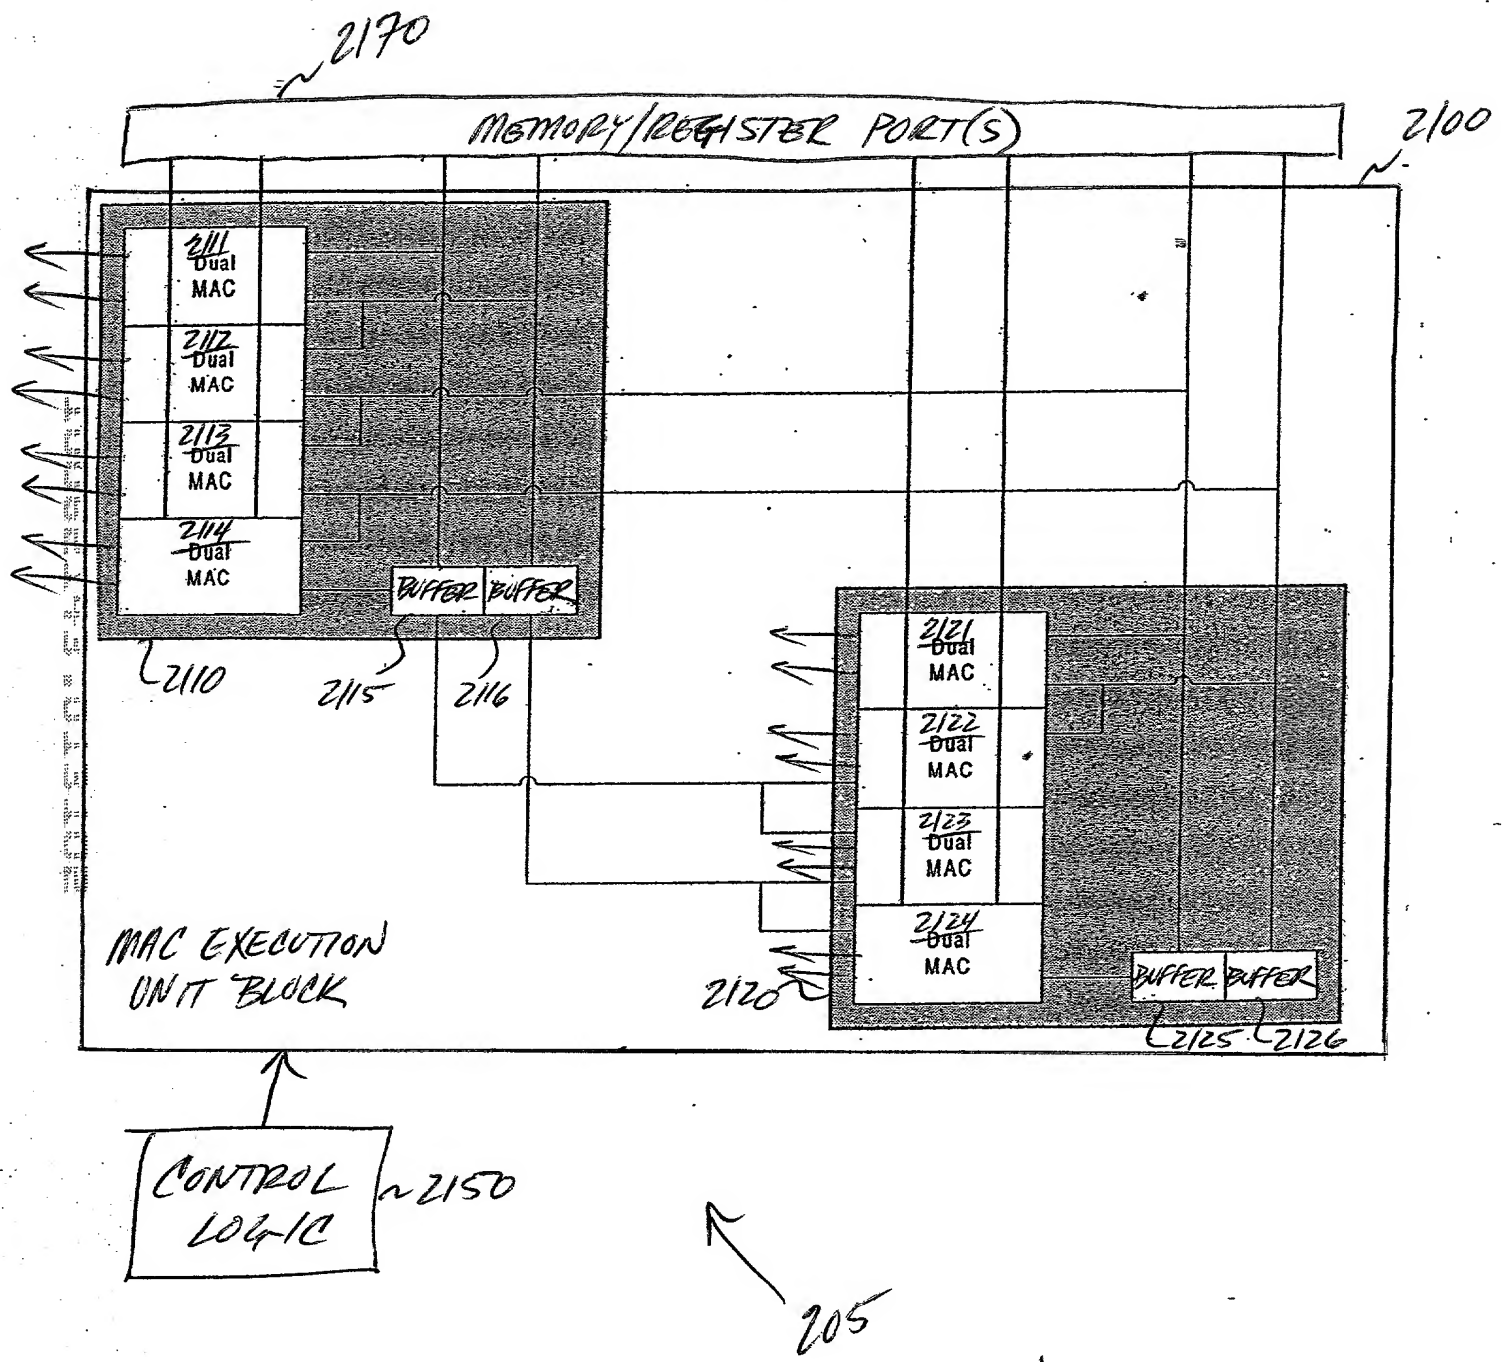 2170
MEMORY/REGISTER PORT(S)
2100
2111
Dual
MAC
2112
Dual
MAC
2113
Dual
MAC
2114
Dual
MAC
BUFFER BUFFER
2110
2115
2116
2121
Dual
MAC
2122
Dual
MAC
2123
Dual
MAC
2124
Dual
MAC
BUFFER BUFFER
2120
2125
2126
MAC EXECUTION
UNIT BLOCK
CONTROL
LOGIC
2150
205